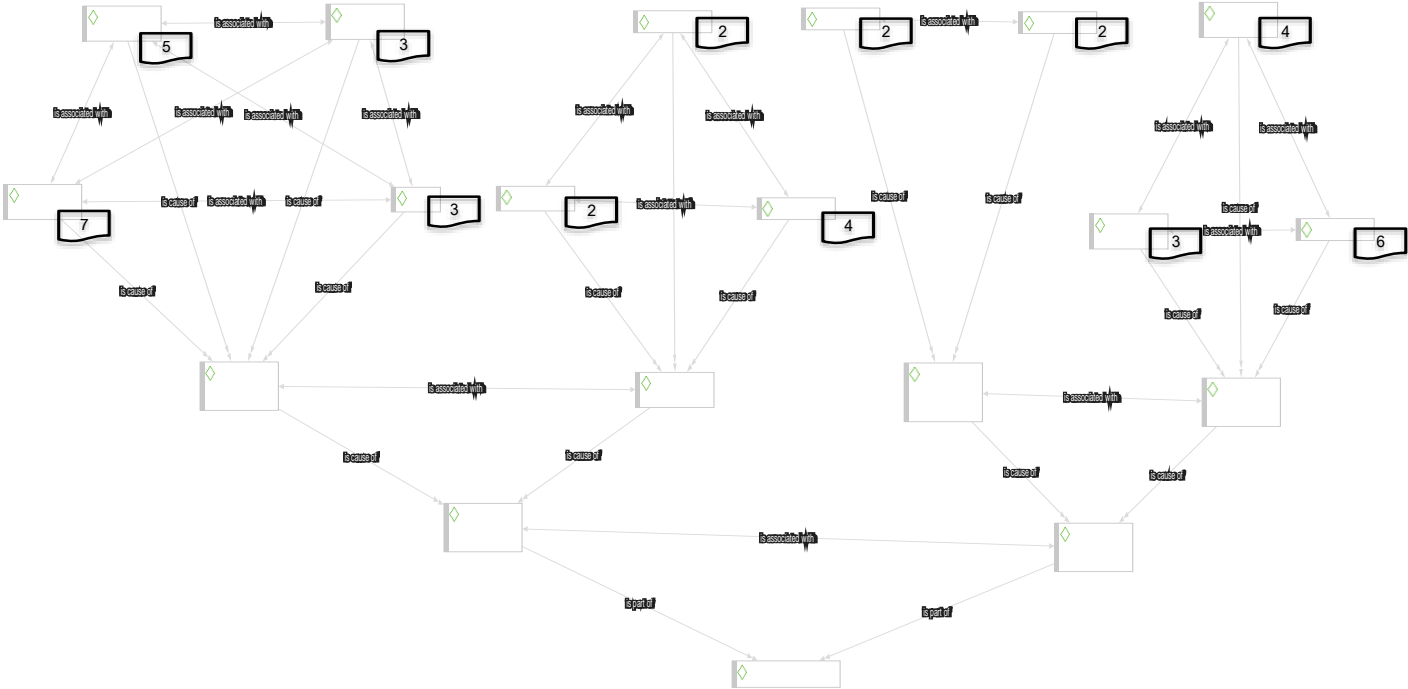 is associated with
is associated with
5
3
2
2
2
4
is associated with
is associated with
is associated with
is associated with
is associated with
is associated with
is associated with
is associated with
is cause of
is associated with
is cause of
is associated with
is cause of
is cause of
is cause of
is associated with
7
3
2
4
3
6
is cause of
is cause of
is cause of
is cause of
is cause of
is cause of
is associated with
is associated with
is cause of
is cause of
is cause of
is cause of
is associated with
is part of
is part of